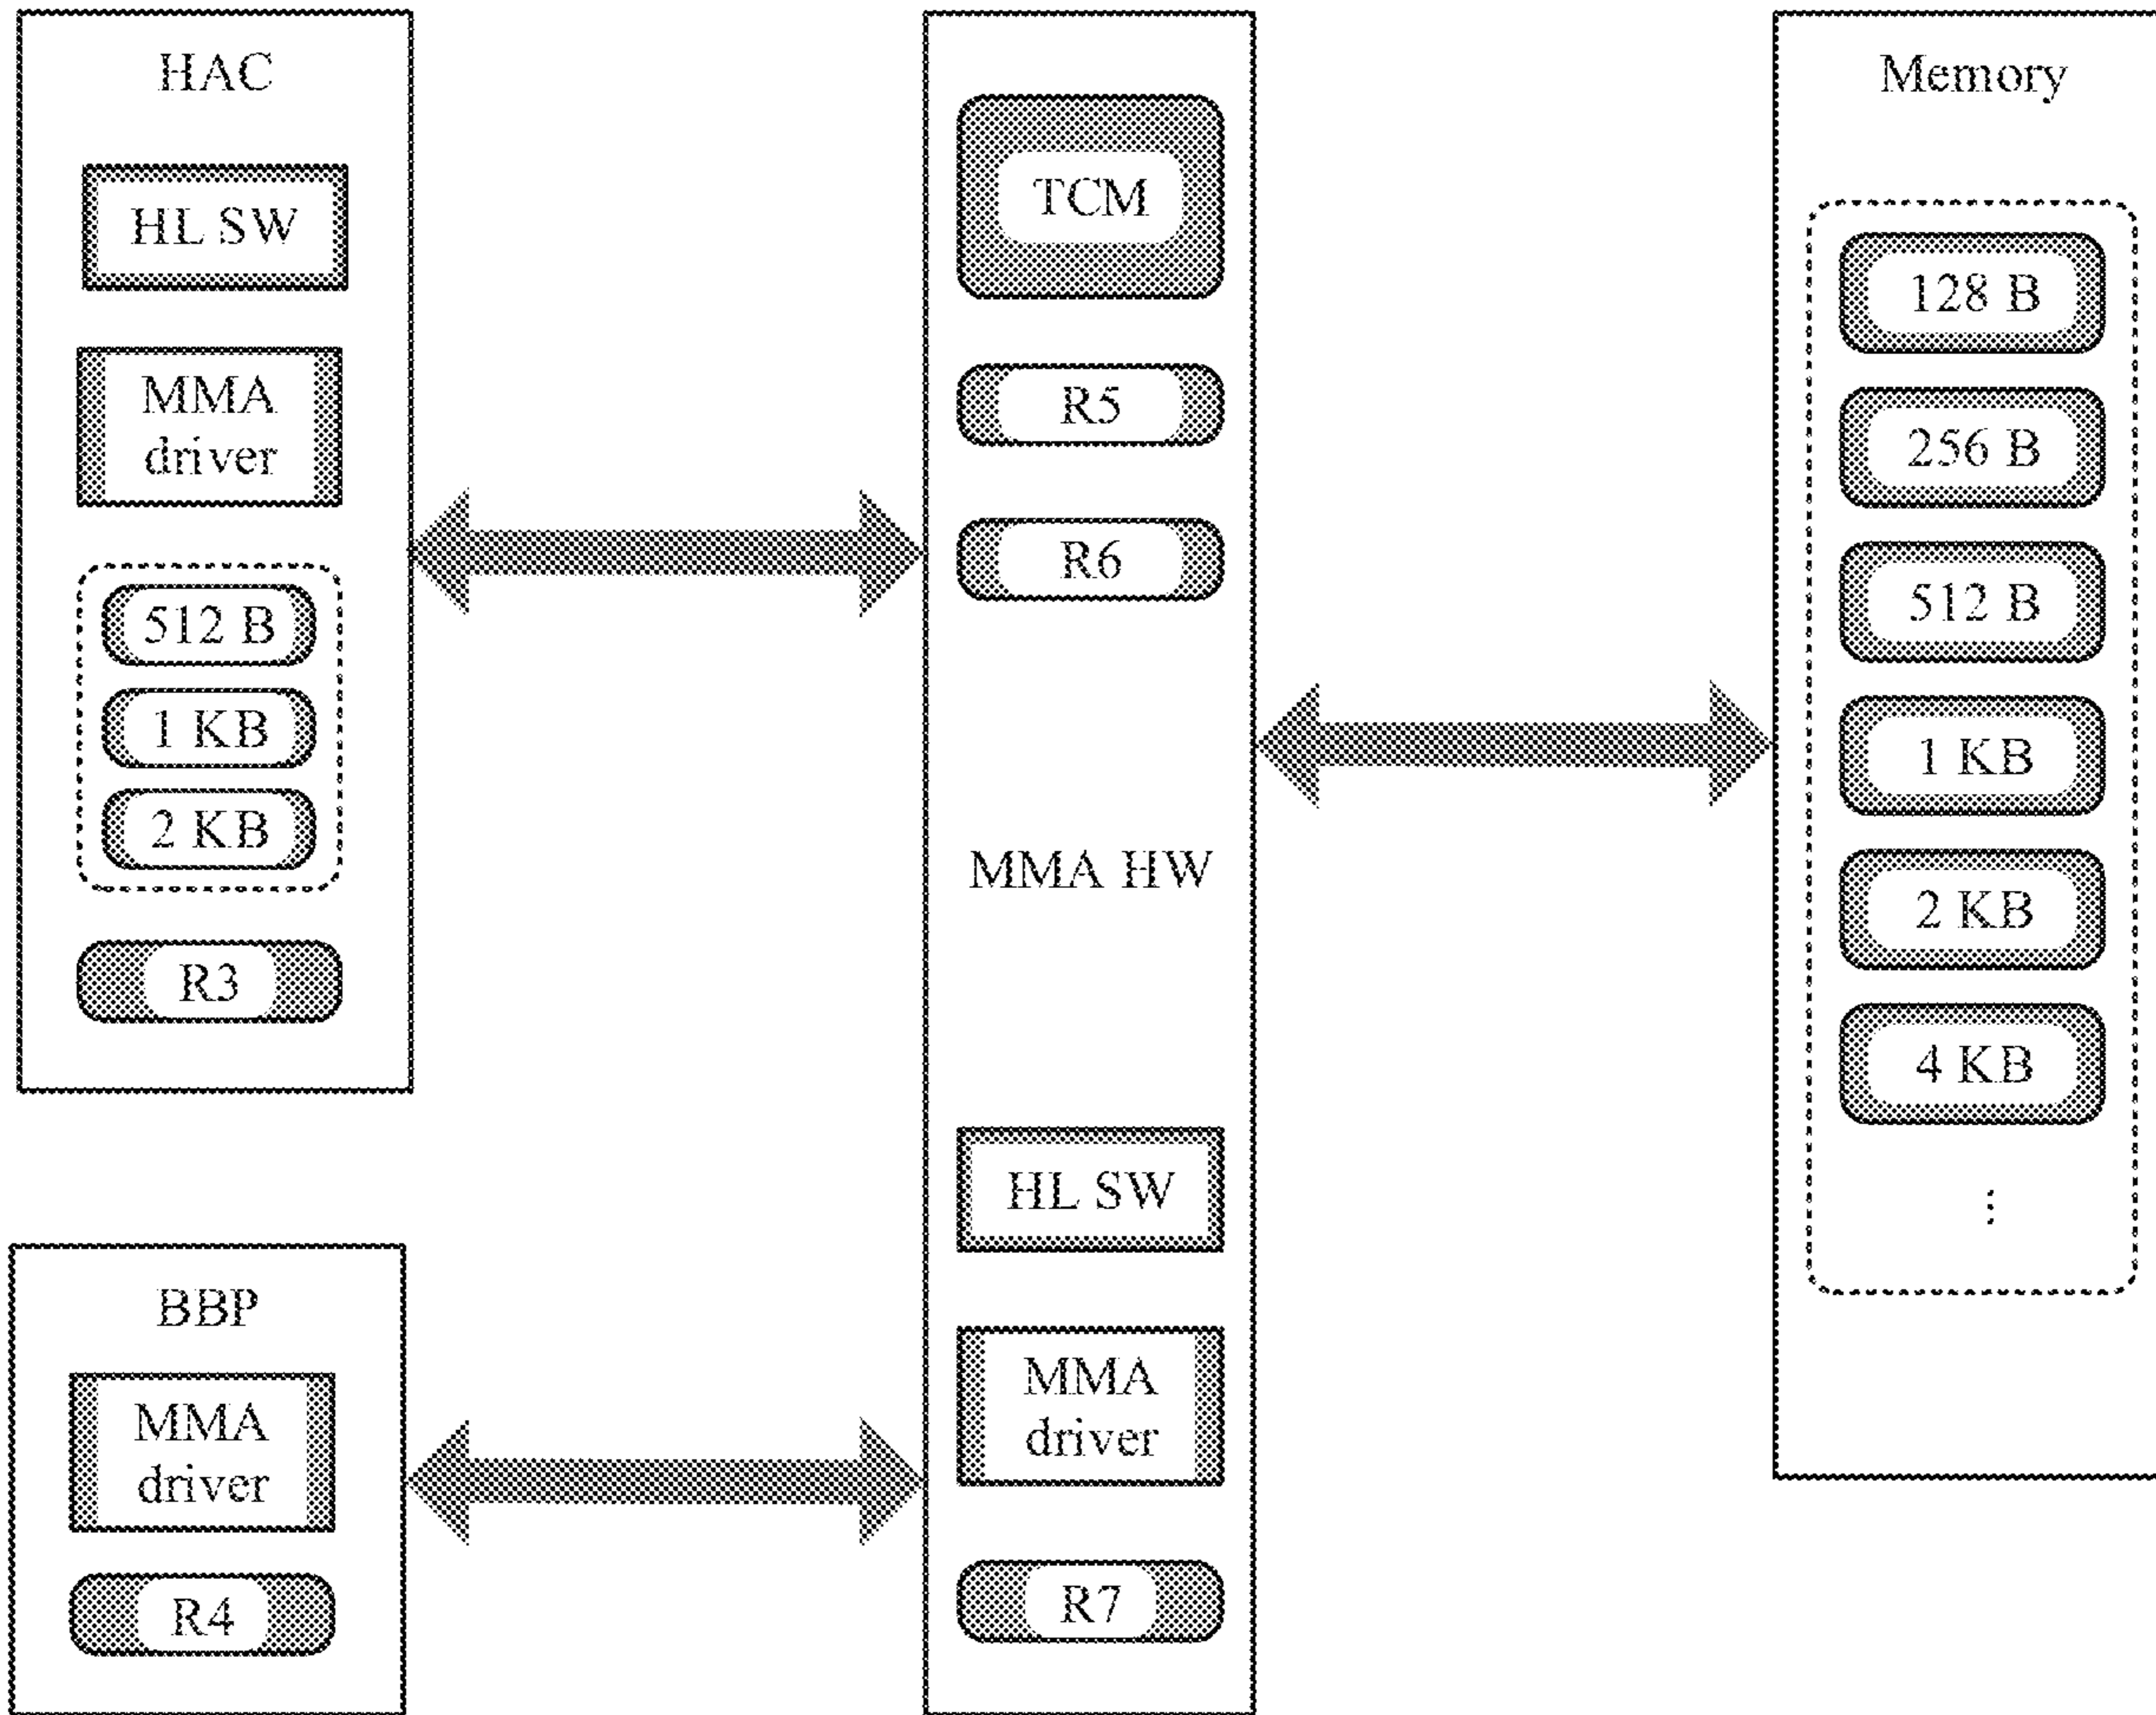 HAC
HL SW
MMA
driver
512 B
1 KB
2 KB
R3
BBP
MMA
driver
R4
TCM
R5
R6
MMA HW
HL SW
MMA
driver
R7
Memory
128 B
256 B
512 B
1 KB
2 KB
4 KB
⋮